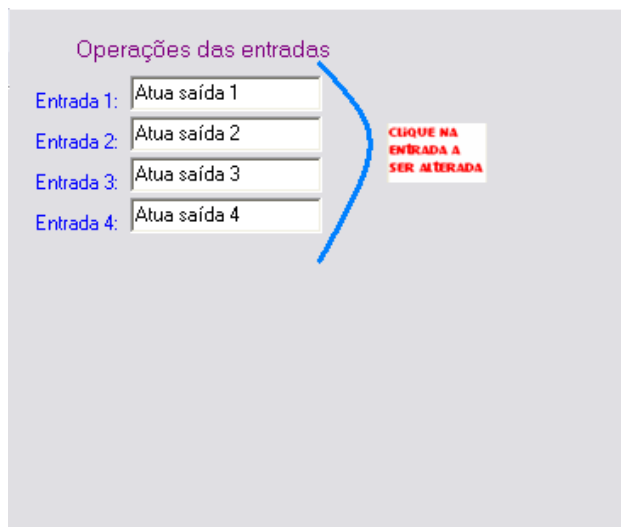 Operações das entradas
Entrada 1: Atua saída 1
Entrada 2: Atua saída 2
Entrada 3: Atua saída 3
Entrada 4: Atua saída 4
CLIQUE NA
ENTRADA A
SER ALTERADA